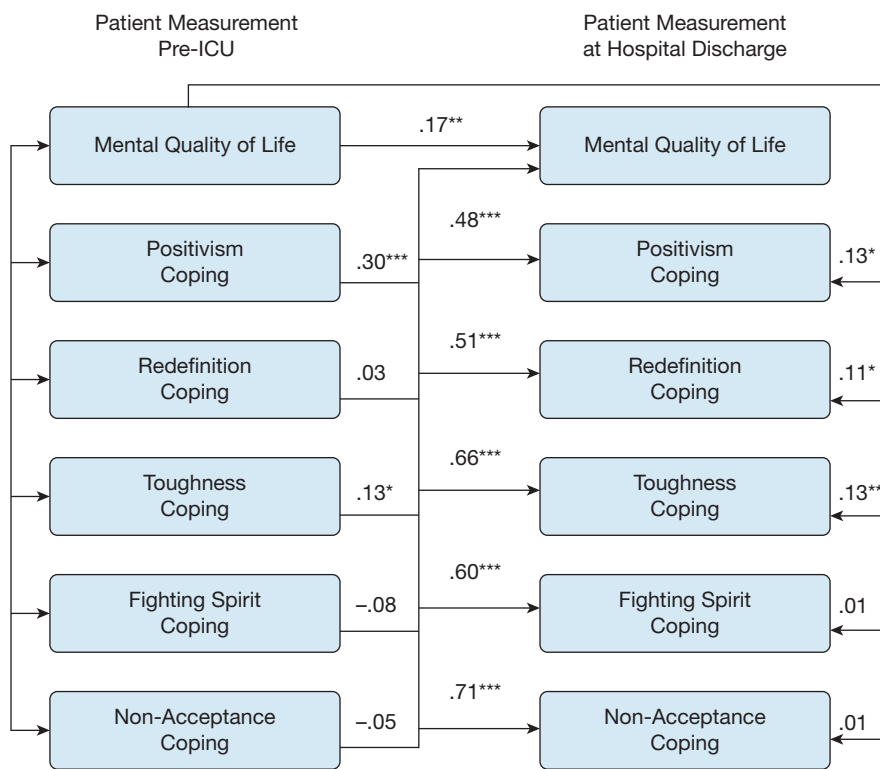 Patient Measurement
Pre-ICU
Patient Measurement
at Hospital Discharge
Mental Quality of Life
.17**
Mental Quality of Life
Positivism
Coping
.30***
.48***
Positivism
Coping
.13*
Redefinition
Coping
.03
.51***
Redefinition
Coping
.11*
Toughness
Coping
.13*
.66***
Toughness
Coping
.13**
Fighting Spirit
Coping
–.08
.60***
Fighting Spirit
Coping
.01
Non-Acceptance
Coping
–.05
.71***
Non-Acceptance
Coping
.01